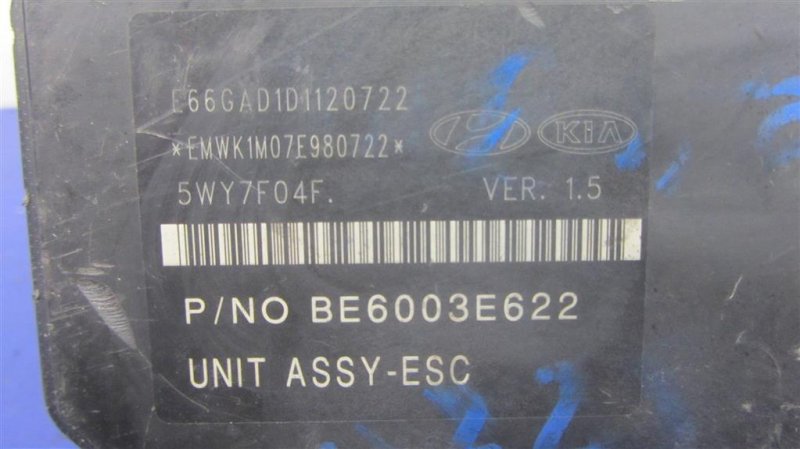 E66GAD1D1120722
*EMWK1M07E980722*
KIA
5WY7F04F. VER. 1.5
P/NO BE6003E622
UNIT ASSY-ESC